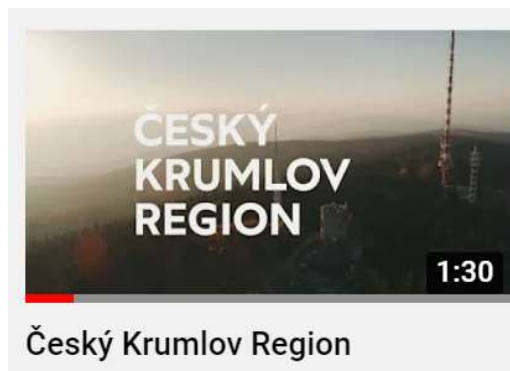 ČESKÝ
KRUMLOV
REGION
1:30
Český Krumlov Region